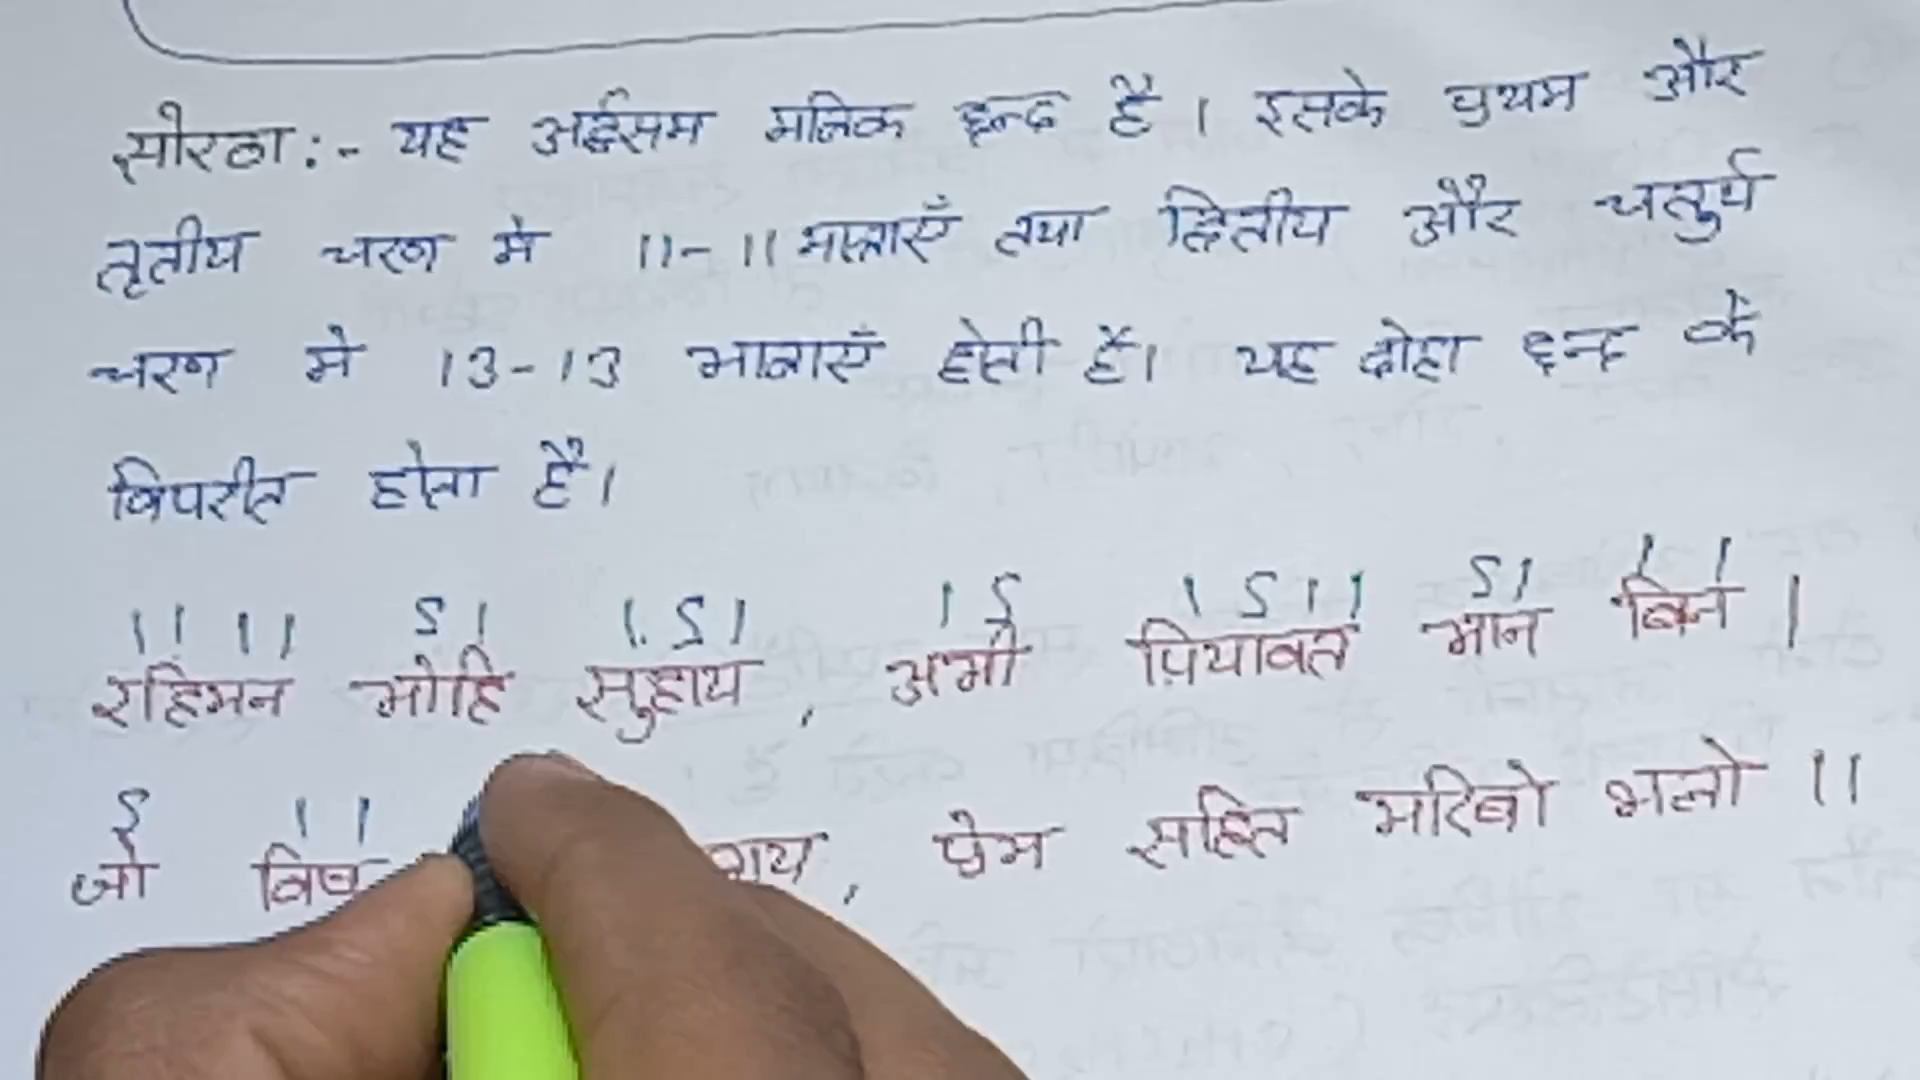 सोरठा :- यह अर्द्धसम मात्रिक छन्द है । इसके प्रथम और
तृतीय चरण मे 11-11 मात्राएँ तथा द्वितीय और चतुर्थ
चरण मे 13-13 मात्राएँ होती हैं। यह दोहा छन्द के
विपरीत होता है।
।। ।। ऽ। ।ऽ। ।ऽ ।ऽ।। ऽ। ।।
रहिमन मोहि सुहाय , अमी पियावत मान बिन ।
ऽ ।।
जो विष , प्रेम सहित मरिबो भलो ।।